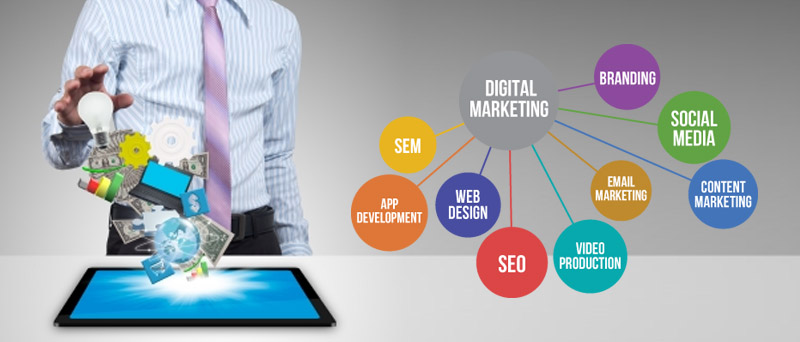 DIGITAL
MARKETING
BRANDING
SOCIAL
MEDIA
CONTENT
MARKETING
EMAIL
MARKETING
VIDEO
PRODUCTION
SEO
WEB
DESIGN
APP
DEVELOPMENT
SEM